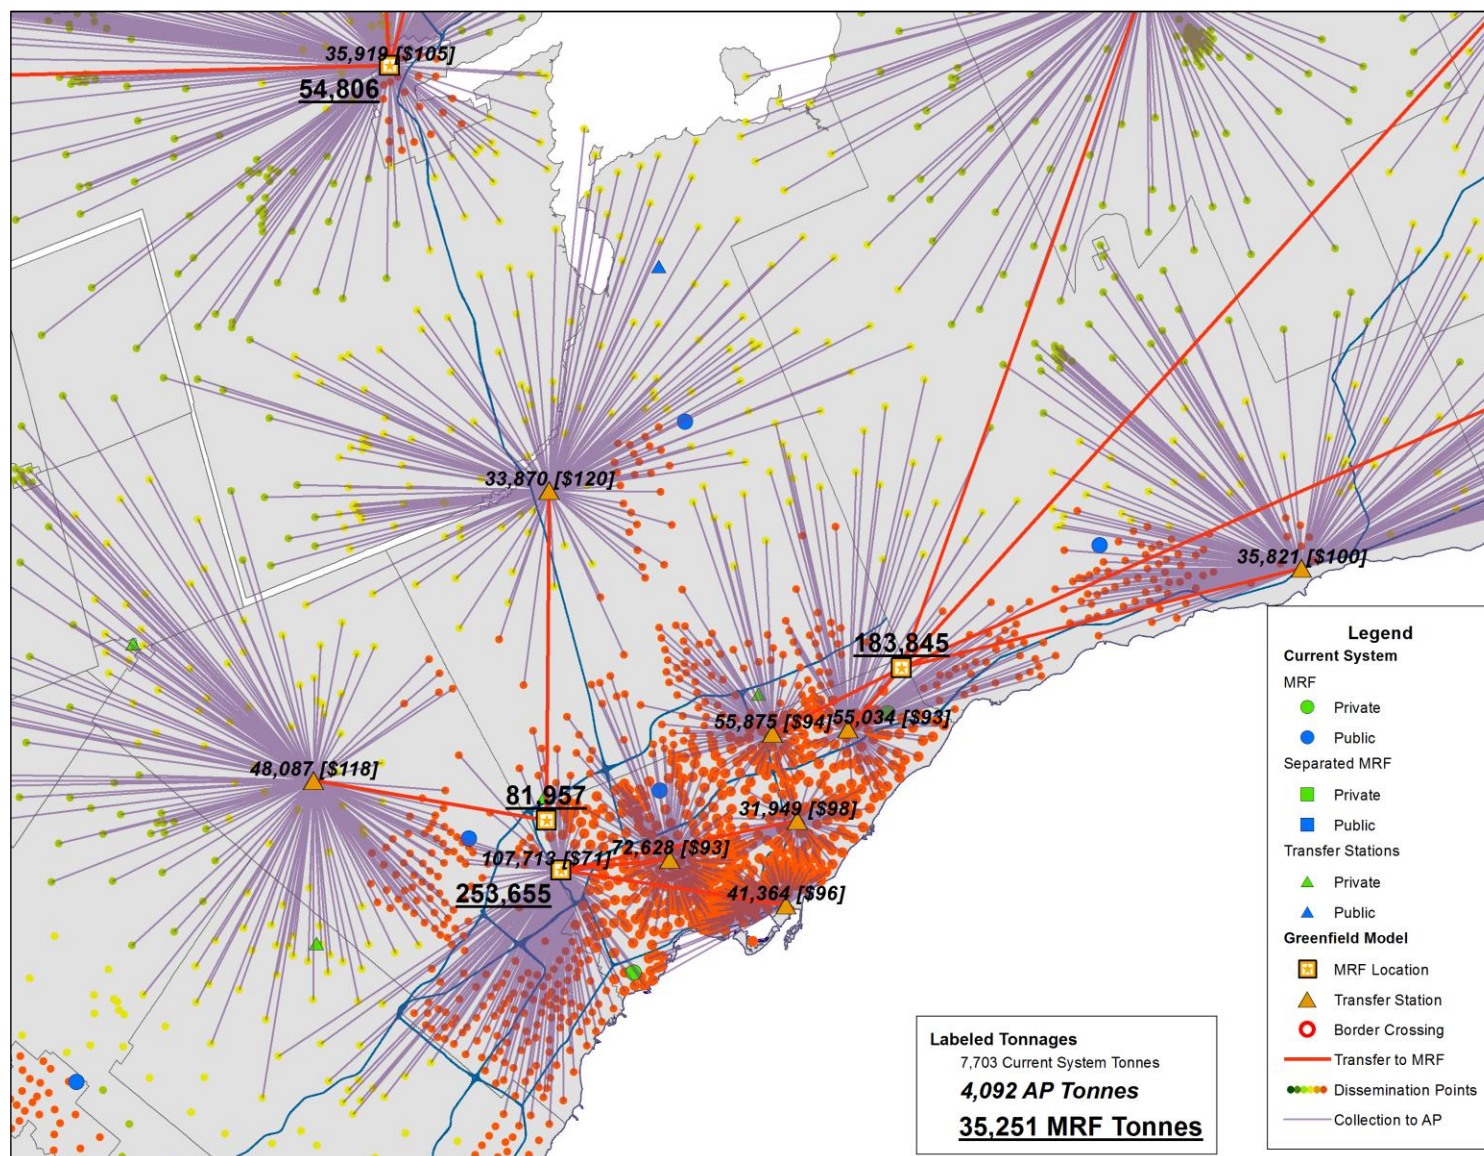 35,919 [$105]
54,806
33,870 [$120]
35,821 [$100]
183,845
55,875 [$94]
55,034 [$93]
48,087 [$118]
81,957
31,949 [$98]
72,628 [$93]
107,713 [$71]
253,655
41,364 [$96]
Legend
Current System
MRF
Private
Public
Separated MRF
Private
Public
Transfer Stations
Private
Public
Greenfield Model
MRF Location
Transfer Station
Border Crossing
Transfer to MRF
Dissemination Points
Collection to AP
Labeled Tonnages
7,703 Current System Tonnes
4,092 AP Tonnes
35,251 MRF Tonnes